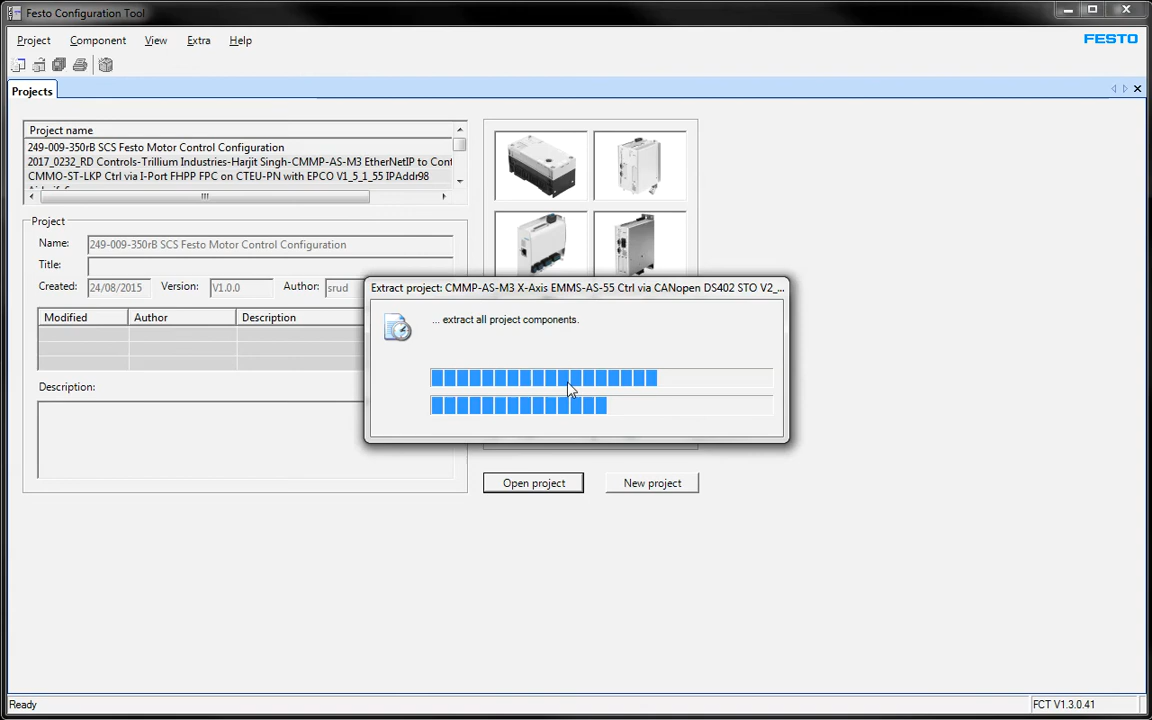 Festo Configuration Tool
Project Component View Extra Help
FESTO
Projects
Project name
249-009-350rB SCS Festo Motor Control Configuration
2017_0232_RD Controls-Trillium Industries-Harjit Singh-CMMP-AS-M3 EtherNetIP to Cont
CMMO-ST-LKP Ctrl via I-Port FHPP FPC on CTEU-PN with EPCO V1_5_1_55 IPAddr98
Project
Name: 249-009-350rB SCS Festo Motor Control Configuration
Title:
Created: 24/08/2015 Version: V1.0.0 Author: srud
Modified Author Description
Description:
Extract project: CMMP-AS-M3 X-Axis EMMS-AS-55 Ctrl via CANopen DS402 STO V2_...
... extract all project components.
Open project New project
Ready
FCT V1.3.0.41